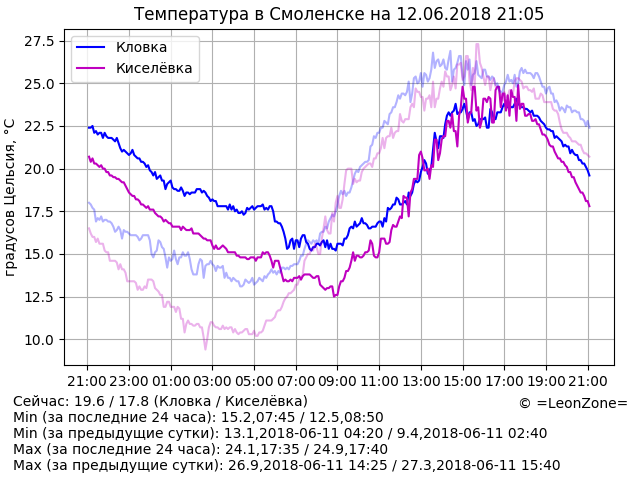 Температура в Смоленске на 12.06.2018 21:05
Кловка
Киселёвка
градусов Цельсия, °C
27.5
25.0
22.5
20.0
17.5
15.0
12.5
10.0
21:00 23:00 01:00 03:00 05:00 07:00 09:00 11:00 13:00 15:00 17:00 19:00 21:00
Сейчас: 19.6 / 17.8 (Кловка / Киселёвка)
© =LeonZone=
Min (за последние 24 часа): 15.2,07:45 / 12.5,08:50
Min (за предыдущие сутки): 13.1,2018-06-11 04:20 / 9.4,2018-06-11 02:40
Max (за последние 24 часа): 24.1,17:35 / 24.9,17:40
Max (за предыдущие сутки): 26.9,2018-06-11 14:25 / 27.3,2018-06-11 15:40